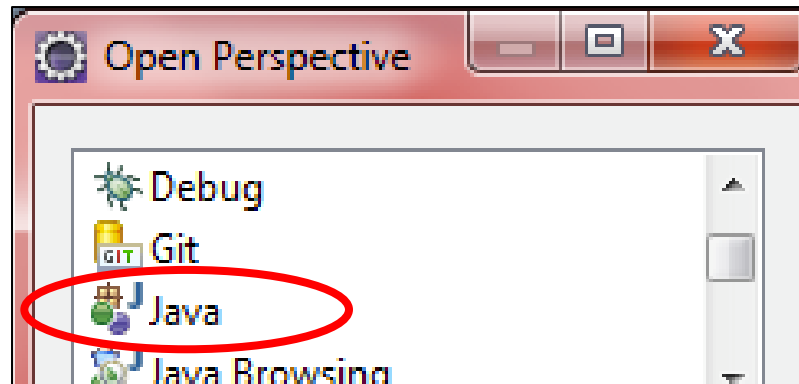 Open Perspective
Debug
GIT Git
J Java
J Java Browsing